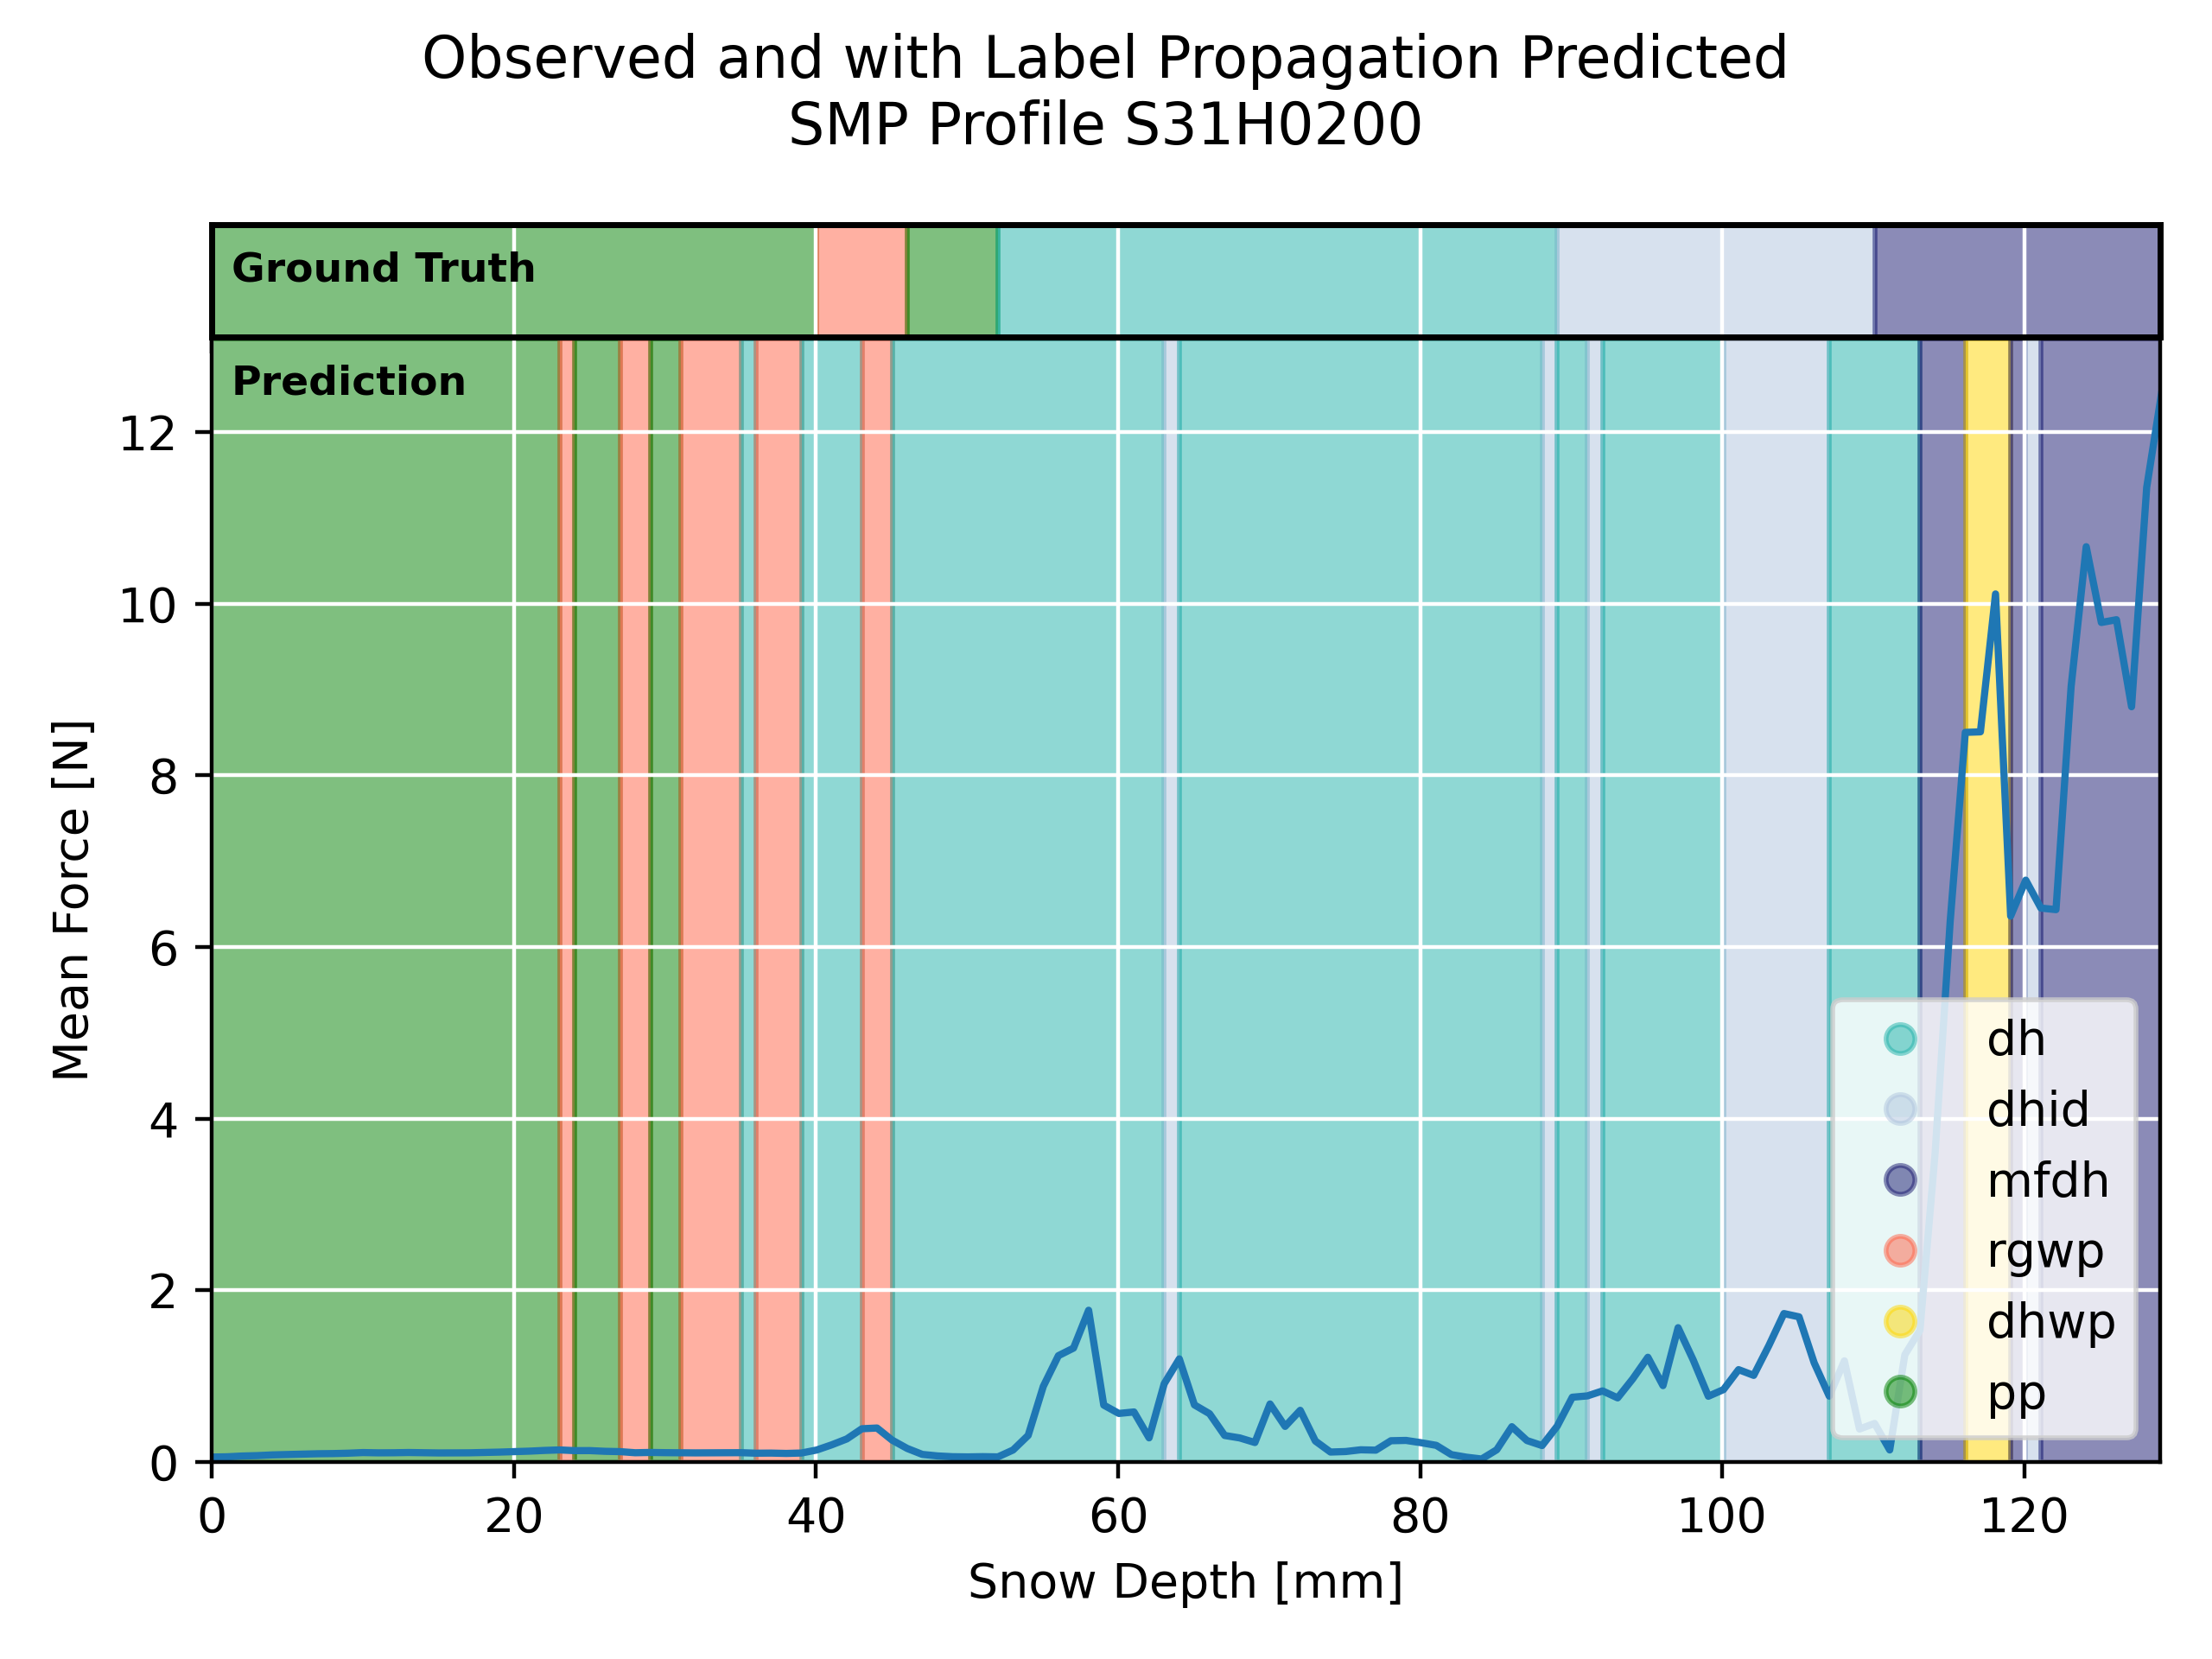 Observed and with Label Propagation Predicted
SMP Profile S31H0200
Ground Truth
Prediction
12
10
8
6
4
2
0
Mean Force [N]
dh
dhid
mfdh
rgwp
dhwp
pp
0 20 40 60 80 100 120
Snow Depth [mm]